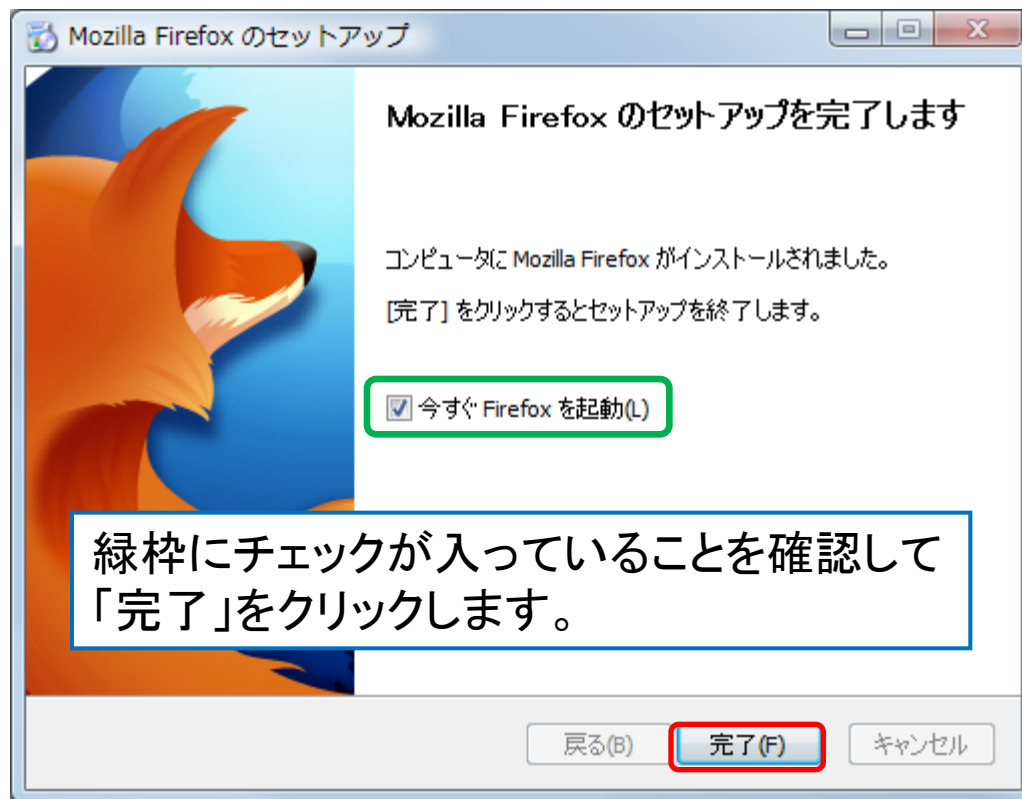 Mozilla Firefox のセットアップ
Mozilla Firefox のセットアップを完了します
コンピュータに Mozilla Firefox がインストールされました。
[完了] をクリックするとセットアップを終了します。
今すぐ Firefox を起動(L)
緑枠にチェックが入っていることを確認して
「完了」をクリックします。
戻る(B) 完了(F) キャンセル